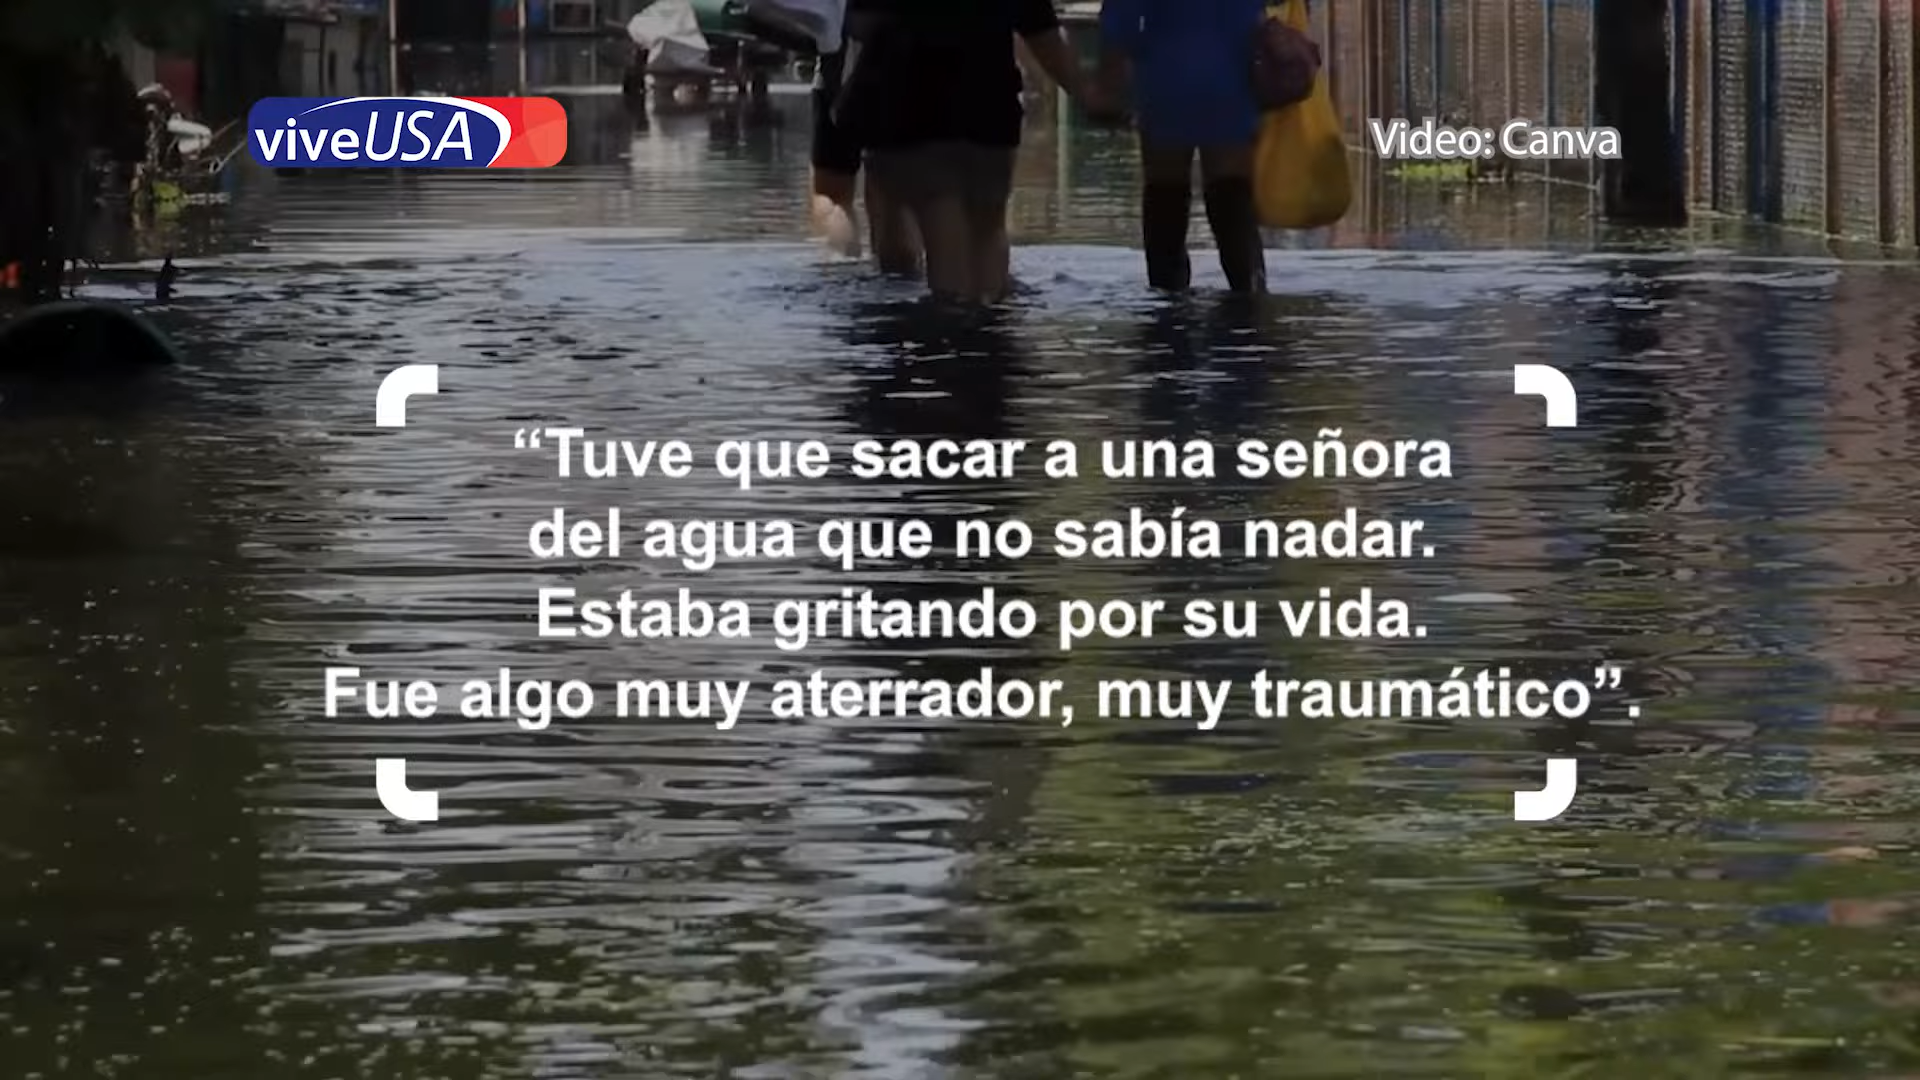 viveUSA
Video: Canva
“Tuve que sacar a una señora
del agua que no sabía nadar.
Estaba gritando por su vida.
Fue algo muy aterrador, muy traumático”.